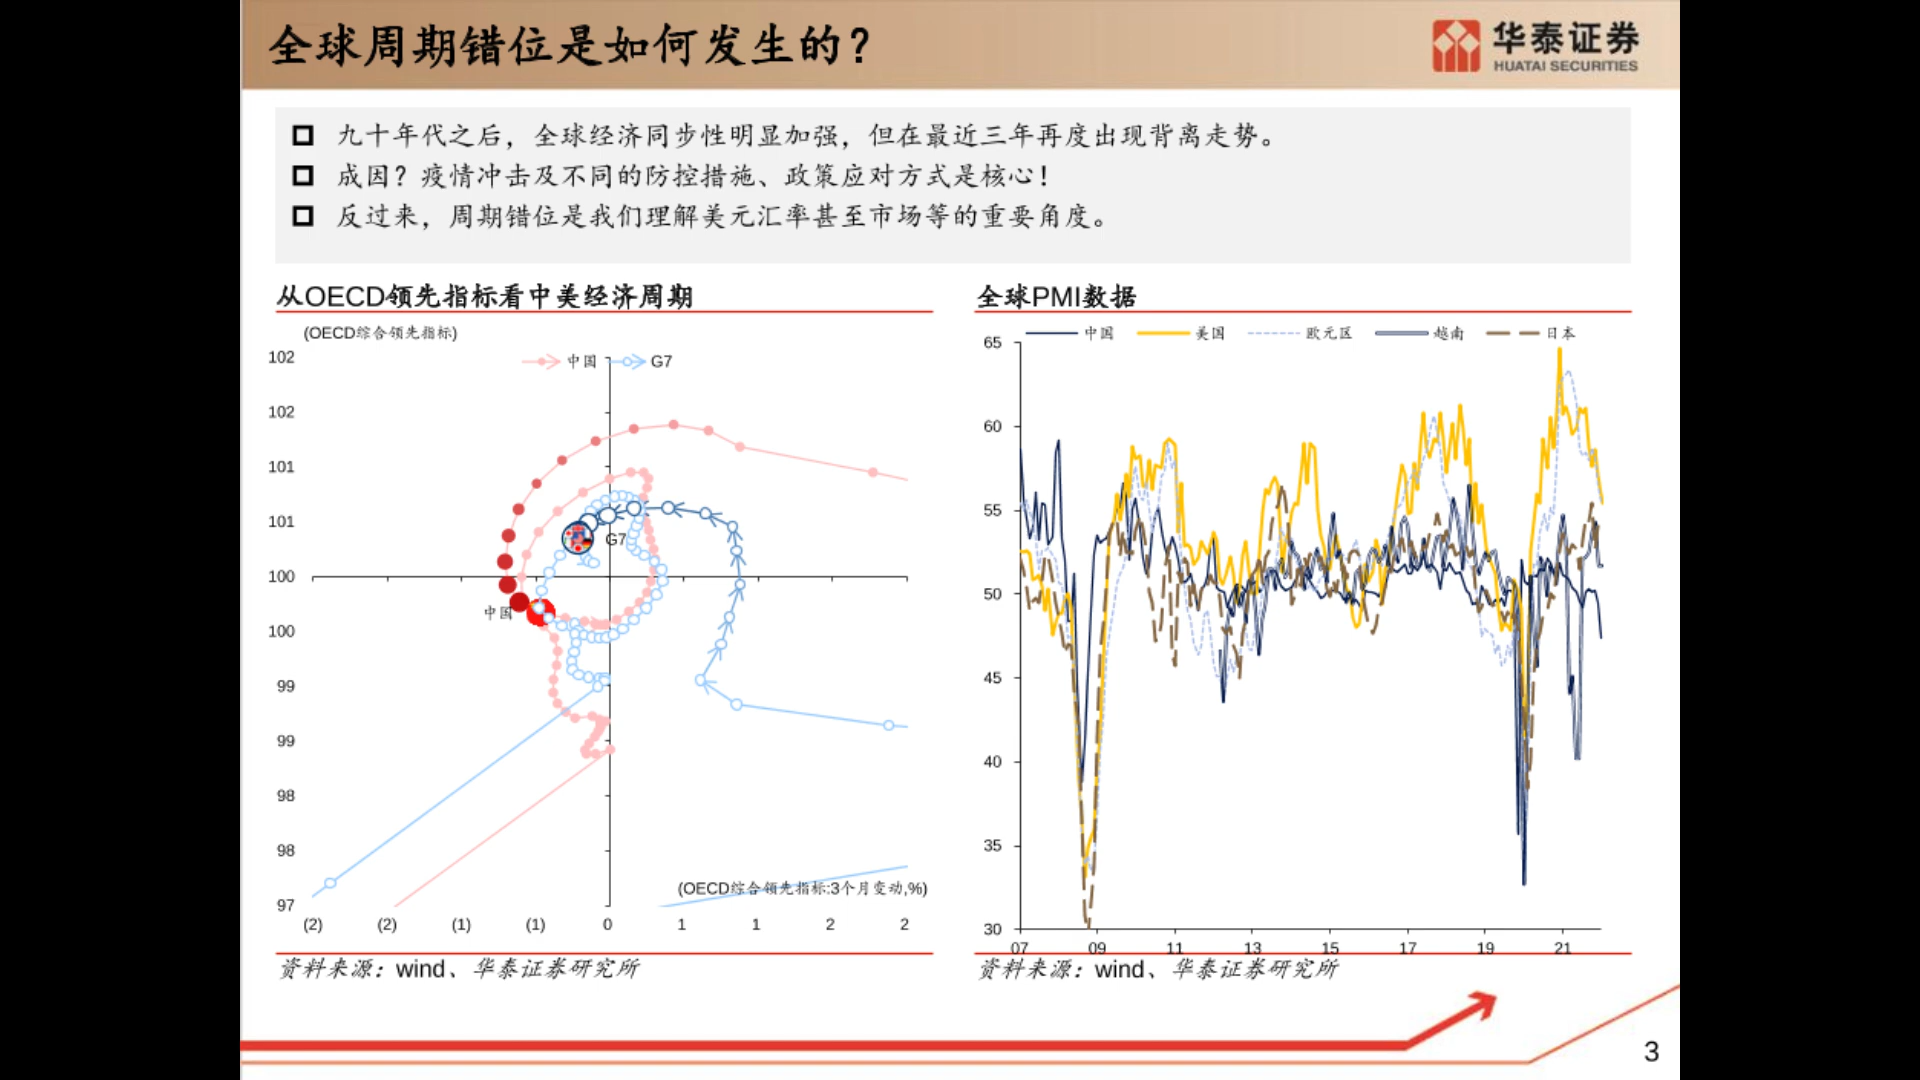 全球周期错位是如何发生的？
华泰证券
HUATAI SECURITIES
九十年代之后，全球经济同步性明显加强，但在最近三年再度出现背离走势。
成因？疫情冲击及不同的防控措施、政策应对方式是核心！
反过来，周期错位是我们理解美元汇率甚至市场等的重要角度。
从OECD领先指标看中美经济周期
(OECD综合领先指标)
中国 G7
102
102
101
101
100
100
99
99
98
98
97
G7
中国
(OECD综合领先指标:3个月变动,%)
(2) (2) (1) (1) 0 1 1 2 2
资料来源：wind、华泰证券研究所
全球PMI数据
中国 美国 欧元区 越南 日本
65
60
55
50
45
40
35
30
07 09 11 13 15 17 19 21
资料来源：wind、华泰证券研究所
3